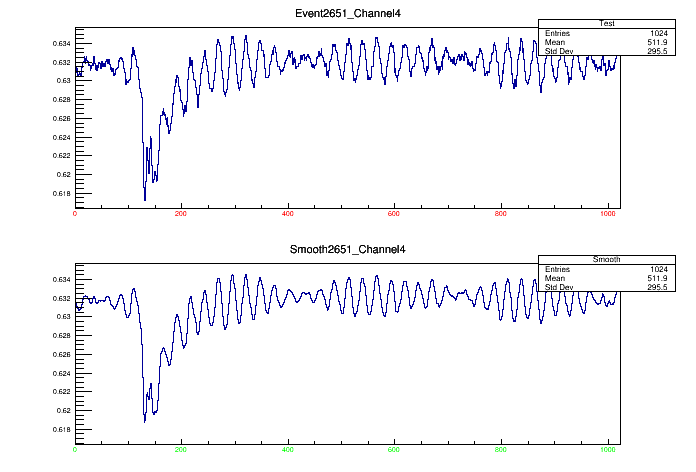 Event2651_Channel4
Test
Entries 1024
Mean 511.9
Std Dev 295.5
0.634
0.632
0.63
0.628
0.626
0.624
0.622
0.62
0.618
0 200 400 600 800 1000
Smooth2651_Channel4
Smooth
Entries 1024
Mean 511.9
Std Dev 295.5
0.634
0.632
0.63
0.628
0.626
0.624
0.622
0.62
0.618
0 200 400 600 800 1000